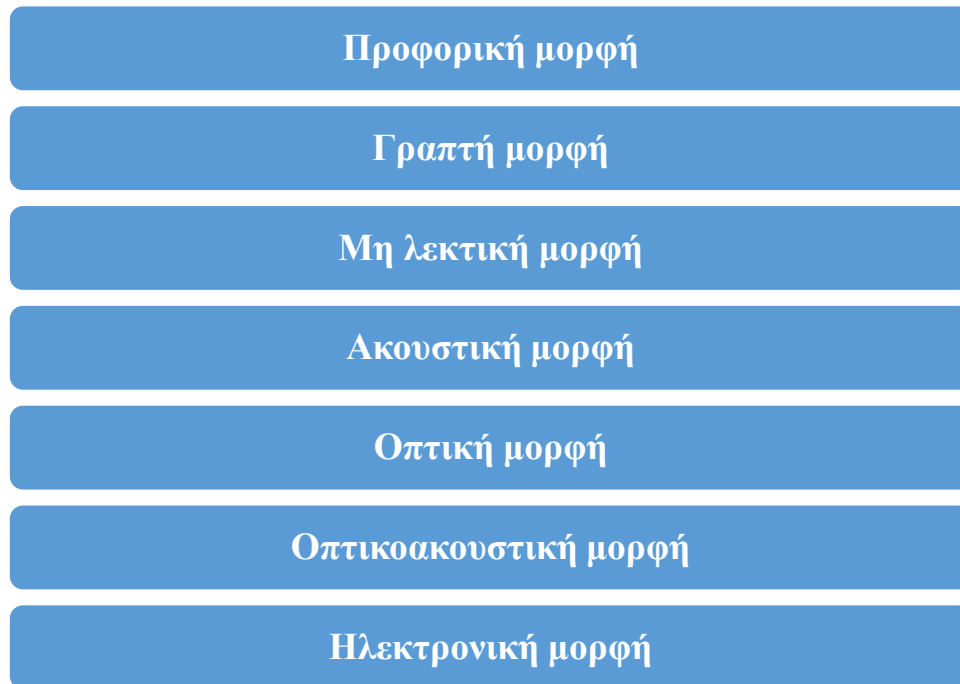 Προφορική μορφή
Γραπτή μορφή
Μη λεκτική μορφή
Ακουστική μορφή
Οπτική μορφή
Οπτικοακουστική μορφή
Ηλεκτρονική μορφή